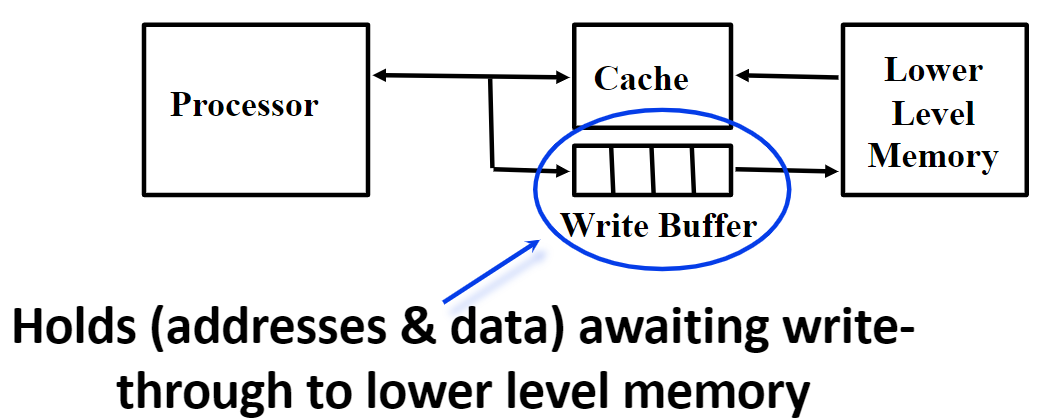 Processor
Cache
Lower
Level
Memory
Write Buffer
Holds (addresses & data) awaiting write-
through to lower level memory